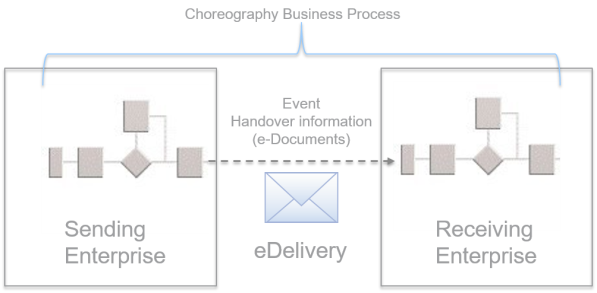 Choreography Business Process
Event
Handover information
(e-Documents)
Sending
Enterprise
eDelivery
Receiving
Enterprise